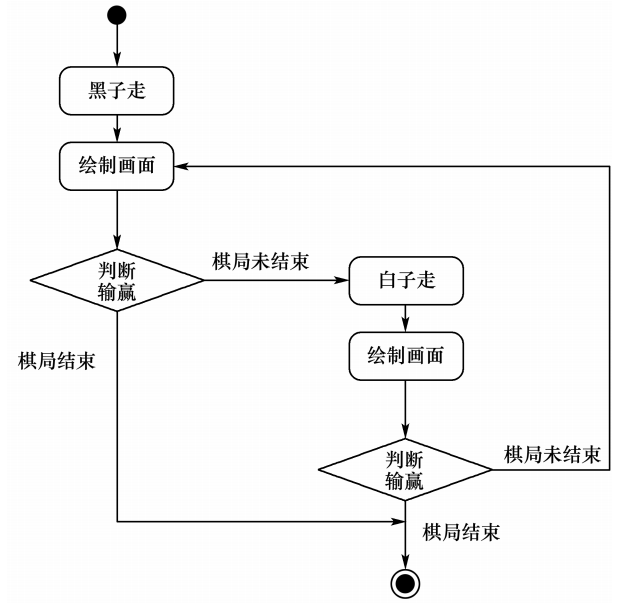 黑子走
绘制画面
判断
输赢
棋局未结束
白子走
绘制画面
棋局结束
判断
输赢
棋局未结束
棋局结束